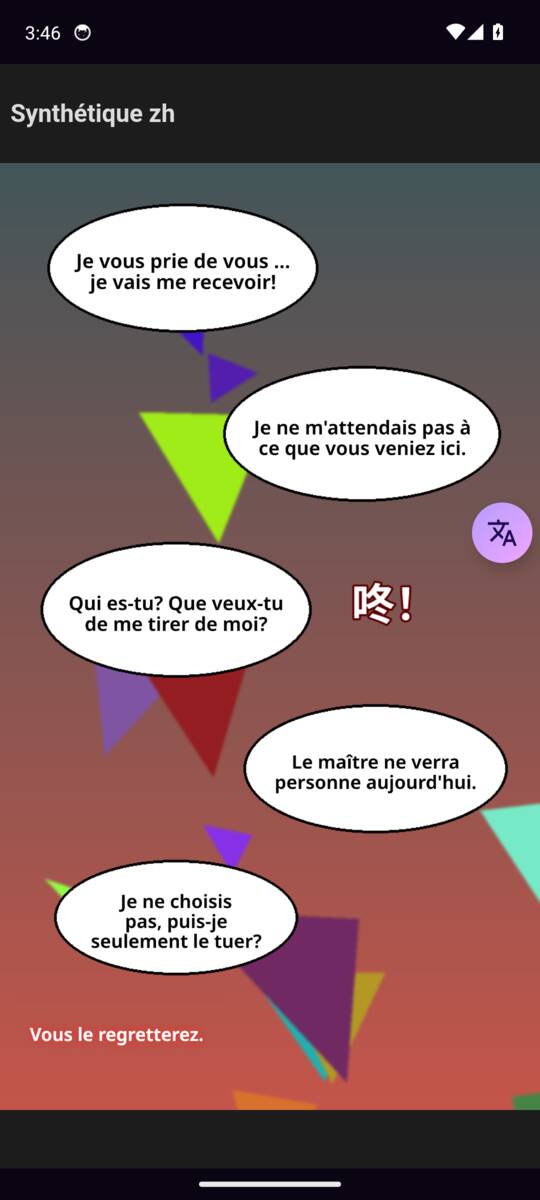 3:46
Synthétique zh
Je vous prie de vous ...
je vais me recevoir!
Je ne m'attendais pas à
ce que vous veniez ici.
Qui es-tu? Que veux-tu
de me tirer de moi?
咚!
Le maître ne verra
personne aujourd'hui.
Je ne choisis
pas, puis-je
seulement le tuer?
Vous le regretterez.